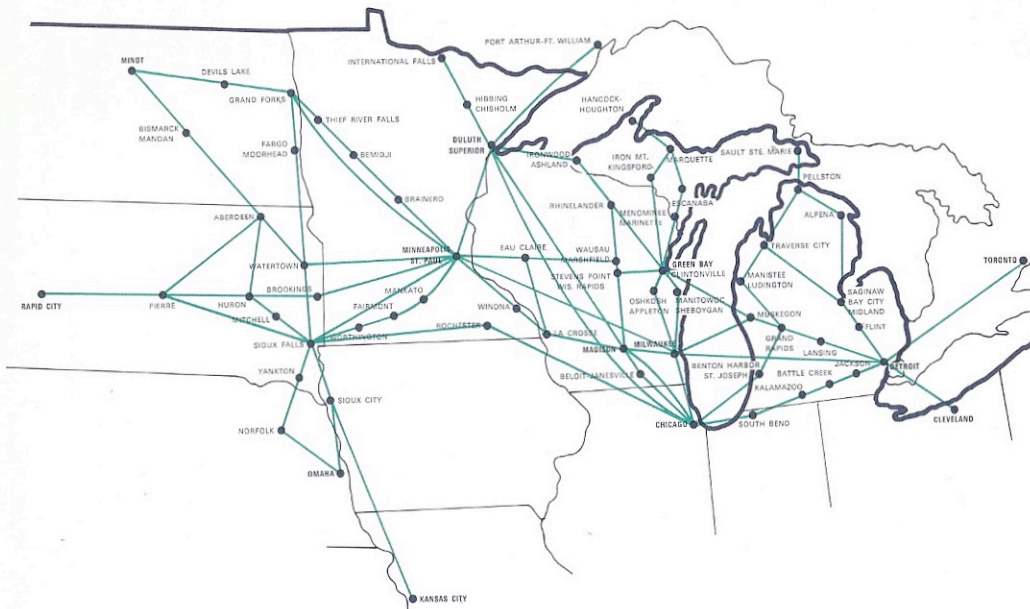 PORT ARTHUR-FT. WILLIAM
INTERNATIONAL FALLS
MINOT
DEVILS LAKE
GRAND FORKS
HIBBING
CHISHOLM
HANCOCK-
HOUGHTON
THIEF RIVER FALLS
BISMARCK
MANDAN
FARGO
MOORHEAD
BEMIDJI
DULUTH
SUPERIOR
IRONWOOD
ASHLAND
IRON MT.
KINGSFORD
MARQUETTE
SAULT STE. MARIE
PELLSTON
BRAINERD
RHINELANDER
ESCANABA
MENOMINEE
MARINETTE
ALPENA
ABERDEEN
MINNEAPOLIS
ST. PAUL
EAU CLAIRE
WAUSAU
MARSHFIELD
TRAVERSE CITY
WATERTOWN
GREEN BAY
CLINTONVILLE
STEVENS POINT
WIS. RAPIDS
TORONTO
MANISTEE
LUDINGTON
BROOKINGS
MANKATO
OSHKOSH
APPLETON
MANITOWOC
SHEBOYGAN
SAGINAW
BAY CITY
MIDLAND
RAPID CITY
PIERRE
HURON
FAIRMONT
WINONA
MUSKEGON
MITCHELL
ROCHESTER
FLINT
SIOUX FALLS
WORTHINGTON
LA CROSSE
MADISON
MILWAUKEE
GRAND
RAPIDS
LANSING
YANKTON
BELOIT-JANESVILLE
BENTON HARBOR
ST. JOSEPH
JACKSON
DETROIT
BATTLE CREEK
KALAMAZOO
SIOUX CITY
CHICAGO
SOUTH BEND
CLEVELAND
NORFOLK
OMAHA
KANSAS CITY